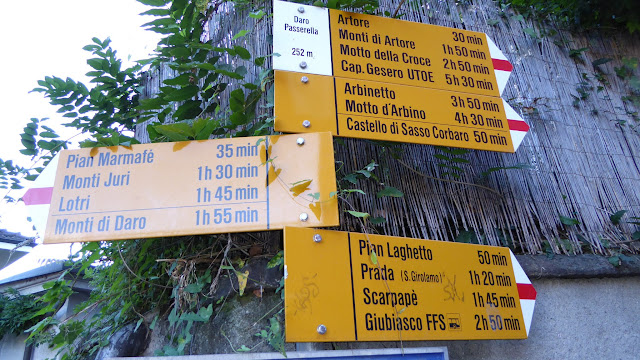 Daro
Passerella
252 m
Artore 30 min
Monti di Artore 1h 50 min
Motto della Croce 2h 50 min
Cap. Gesero UTOE 5h 30 min
Arbinetto 3h 50 min
Motto d'Arbino 4h 30 min
Castello di Sasso Corbaro 50 min
Pian Marmafè 35 min
Monti Juri 1h 30 min
Lotri 1h 45 min
Monti di Daro 1h 55 min
Pian Laghetto 50 min
Prada (S. Girolamo) 1h 20 min
Scarpapè 1h 45 min
Giubiasco FFS 2h 50 min